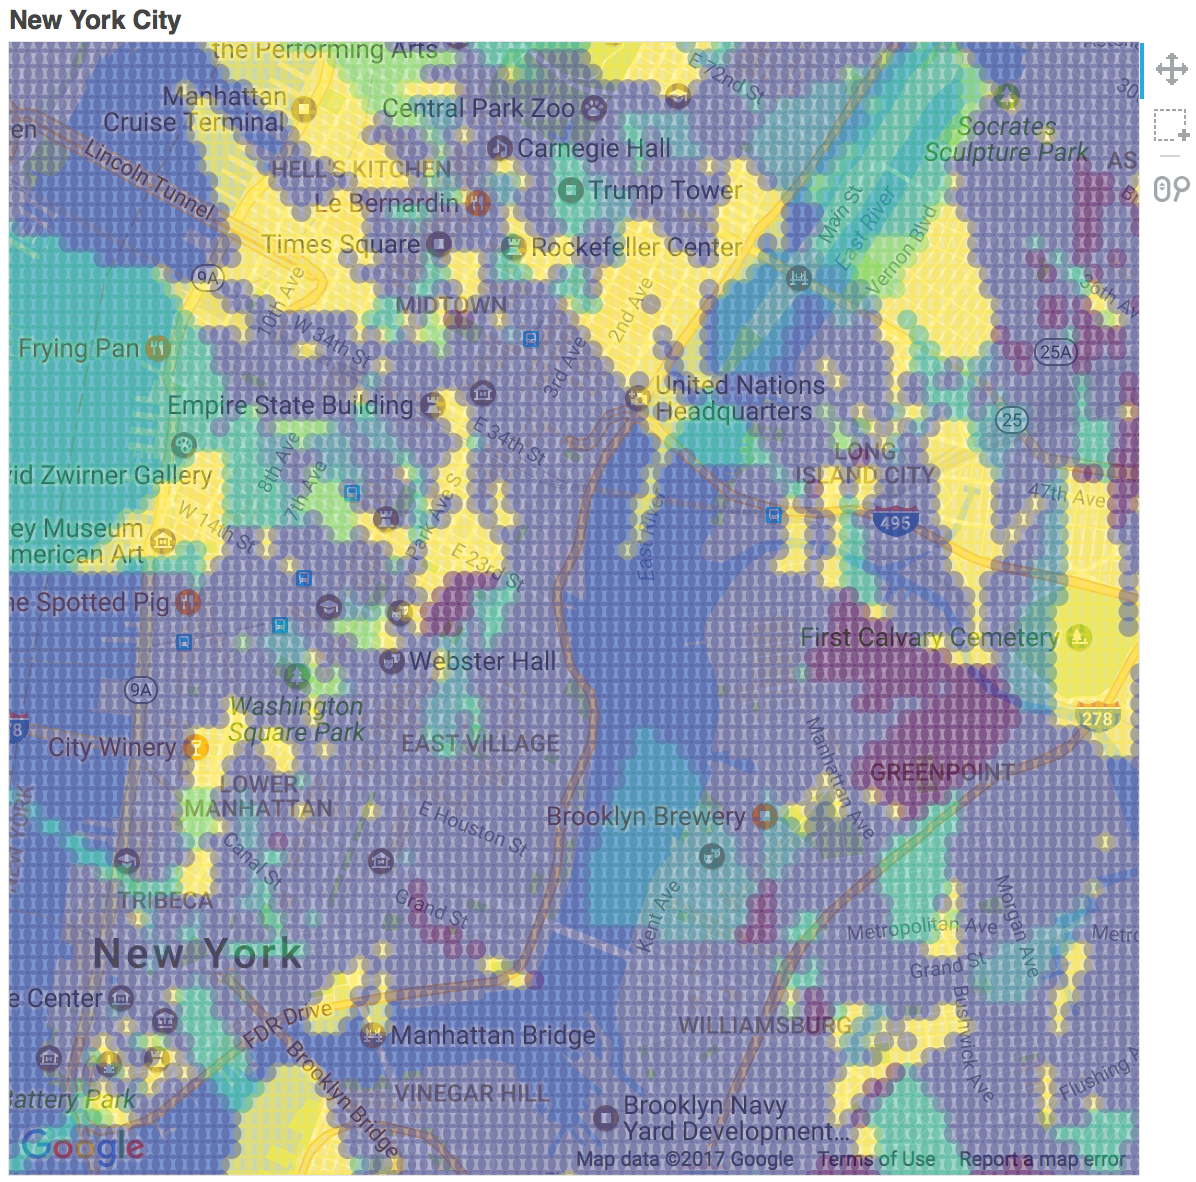 New York City
the Performing Arts
E 72nd St
Manhattan
Cruise Terminal
Central Park Zoo
Socrates
Sculpture Park
en
Lincoln Tunnel
HELL'S KITCHEN
Carnegie Hall
AS
Le Bernardin
Trump Tower
Main St
East River
Vernon Blvd
Times Square
Rockefeller Center
9A
10th Ave
MIDTOWN
2nd Ave
36th Av
W 34th St
Frying Pan
3rd Ave
25A
United Nations
Headquarters
Empire State Building
E 34th St
25
8th Ave
7th Ave
LONG
ISLAND CITY
vid Zwirner Gallery
47th Ave
W 14th St
Park Ave S
East River
495
ey Museum
merican Art
E 23rd St
he Spotted Pig
First Calvary Cemetery
Webster Hall
9A
Washington
Square Park
278
8
City Winery
EAST VILLAGE
Manhattan Ave
GREENPOINT
LOWER
MANHATTAN
NEW YORK
E Houston St
Brooklyn Brewery
Canal St
TRIBECA
Grand St
Kent Ave
Morgan Ave
Metropolitan Ave
Metro
New York
Grand St
e Center
FDR Drive
Bushwick Ave
Manhattan Bridge
WILLIAMSBURG
Brooklyn Bridge
Flushing A
Battery Park
VINEGAR HILL
Brooklyn Navy
Yard Development...
Google
Map data ©2017 Google
Terms of Use
Report a map error